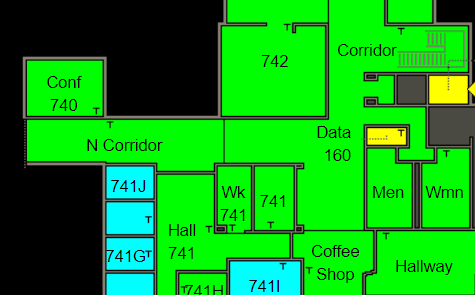 Corridor
742
Conf
740
N Corridor
Data
160
741J
Wk
741
741
Men
Wmn
Hall
741
741G
Coffee
Shop
Hallway
741H
741I